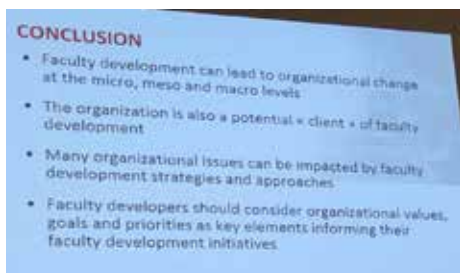 CONCLUSION
• Faculty development can lead to organizational change
at the micro, meso and macro levels
• The organization is also a potential « client » of faculty
development
• Many organizational issues can be impacted by faculty
development strategies and approaches
• Faculty developers should consider organizational values,
goals and priorities as key elements informing their
faculty development initiatives